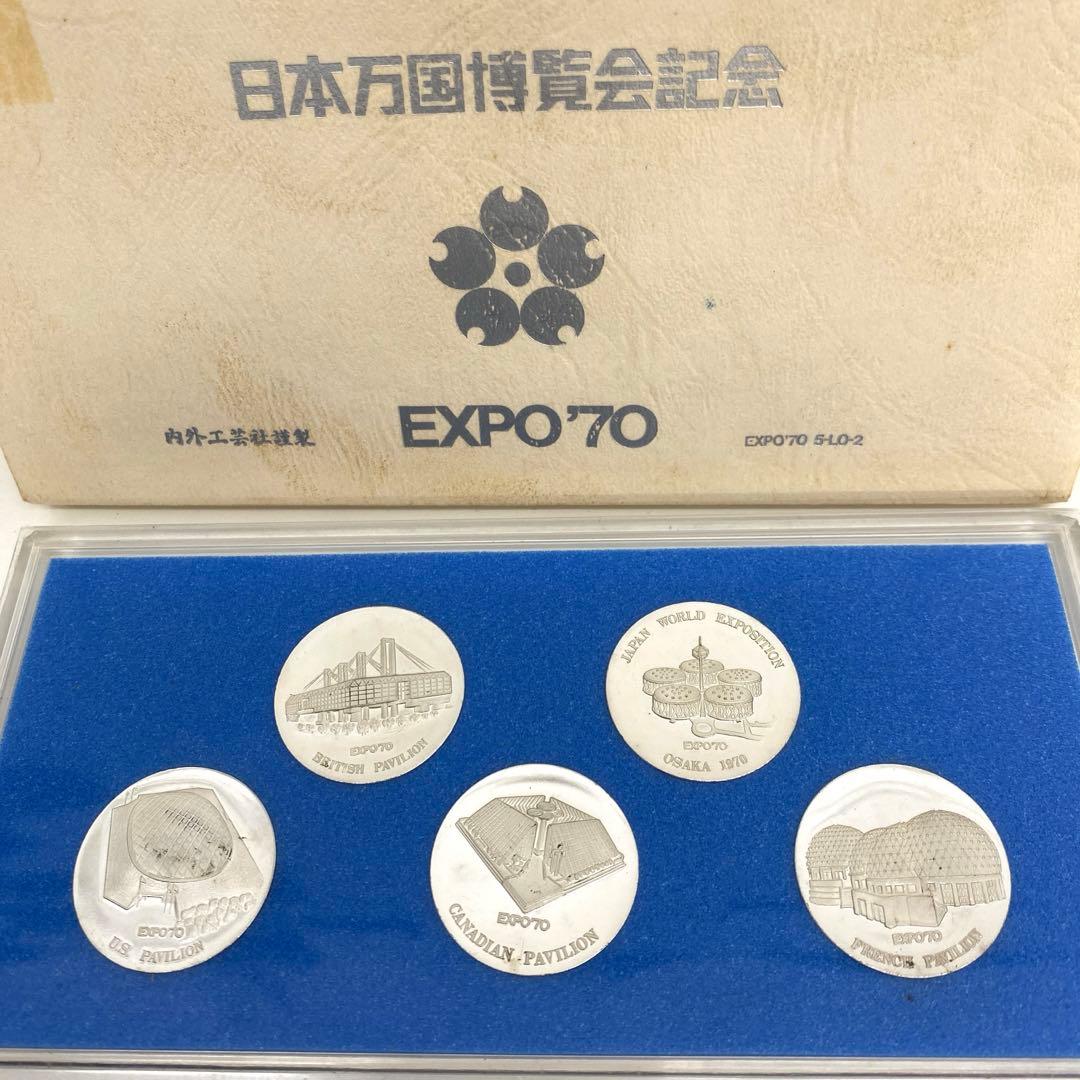 日本万国博覧会記念
内外工芸社謹製
EXPO'70
EXPO'70 5-LO-2
EXPO'70
BRITISH PAVILION
JAPAN WORLD EXPOSITION
EXPO'70
OSAKA 1970
EXPO'70
U.S. PAVILION
EXPO'70
CANADIAN PAVILION
EXPO'70
FRENCH PAVILION